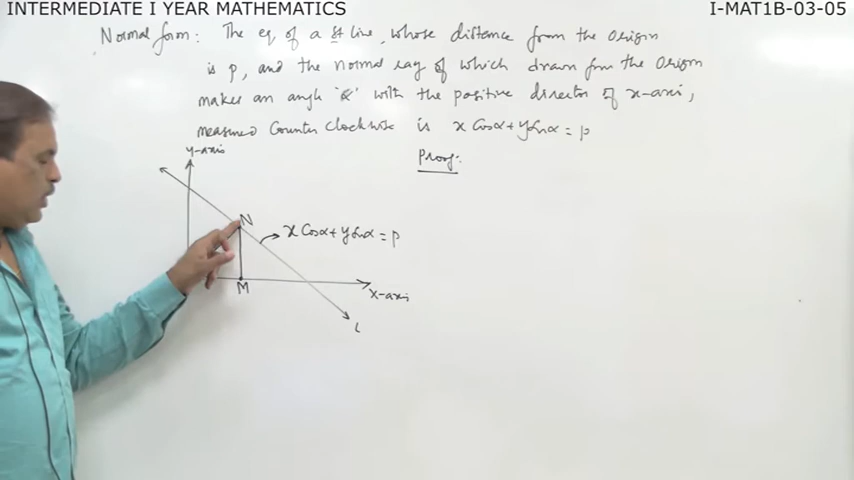 INTERMEDIATE I YEAR MATHEMATICS
I-MAT1B-03-05
Normal form: The eq. of a st line, whose distance from the origin
is p, and the normal ray of which drawn from the origin
makes an angle 'α' with the positive direction of x-axis,
measured Counter Clockwise is x Cosα + y Sinα = p
Proof:
y-axis
N
x Cosα + y Sinα = p
M
x-axis
L